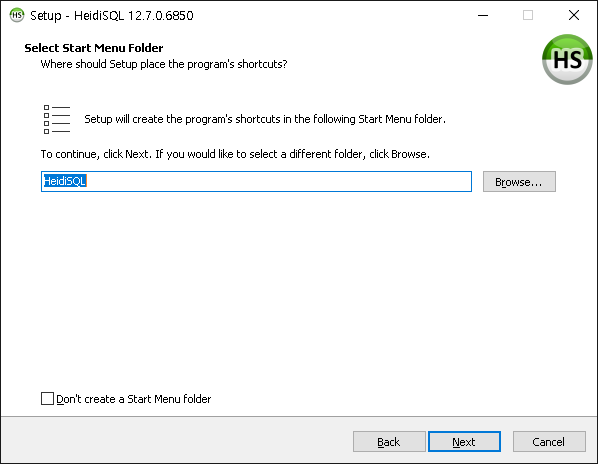 Setup - HeidiSQL 12.7.0.6850
Select Start Menu Folder
Where should Setup place the program's shortcuts?
HS
Setup will create the program's shortcuts in the following Start Menu folder.
To continue, click Next. If you would like to select a different folder, click Browse.
HeidiSQL
Browse...
Don't create a Start Menu folder
Back
Next
Cancel